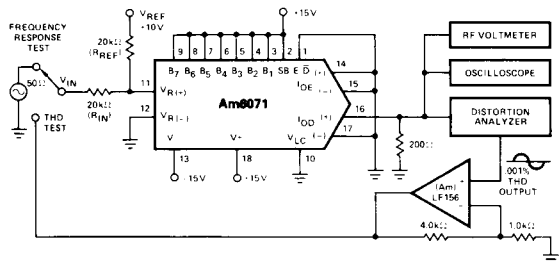 FREQUENCY
RESPONSE
TEST
50Ω
THD
TEST
VIN
20kΩ
(RIN)
VREF
+10V
20kΩ
(RREF)
+15V
9 8 7 6 5 4 3 2 1
B7 B6 B5 B4 B3 B2 B1 SB E/D
11
VR(+)
12
VR(−)
Am6071
V
V+
VLC
13
18
10
-15V
+15V
14
(+)
IOE
15
(−)
16
IOD (+)
17
(−)
200Ω
RF VOLTMETER
OSCILLOSCOPE
DISTORTION
ANALYZER
.001%
THD
OUTPUT
(Am)
LF156
+
−
4.0kΩ
1.0kΩ